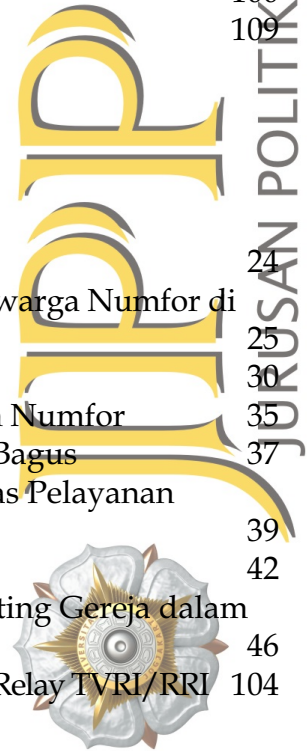 109
24
warga Numfor di
25
30
Numfor 35
Bagus 37
Pelayanan
39
42
ting Gereja dalam
46
Relay TVRI/RRI 104
JPP
JURUSAN POLITIK